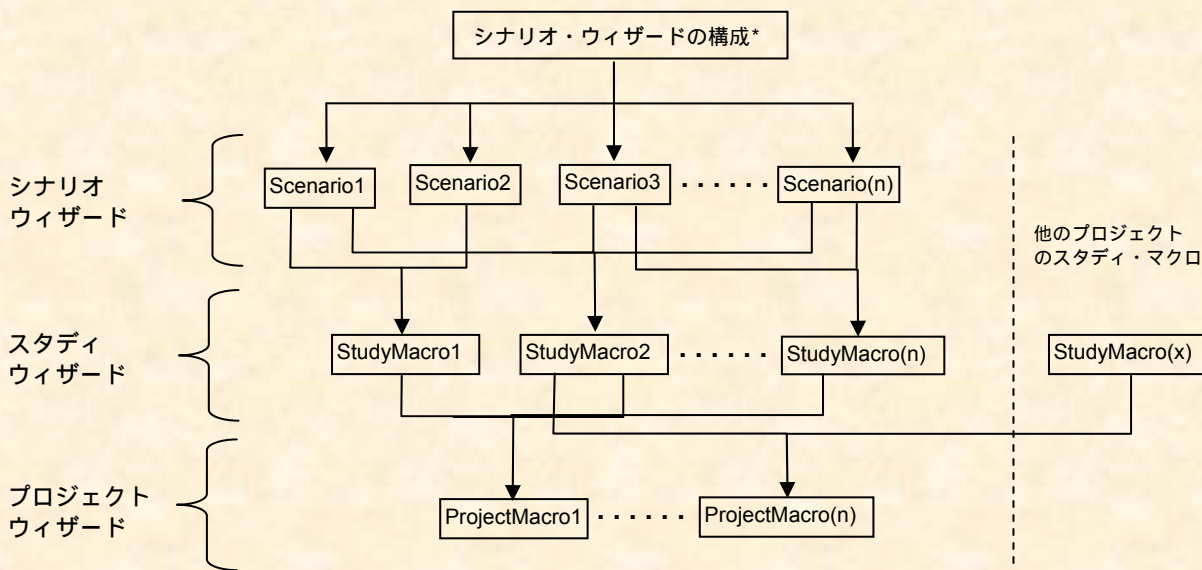 シナリオ・ウィザードの構成*
シナリオ
ウィザード
Scenario1
Scenario2
Scenario3
・・・・・・
Scenario(n)
他のプロジェクト
のスタディ・マクロ
スタディ
ウィザード
StudyMacro1
StudyMacro2
・・・・・・
StudyMacro(n)
StudyMacro(x)
プロジェクト
ウィザード
ProjectMacro1
・・・・・・
ProjectMacro(n)